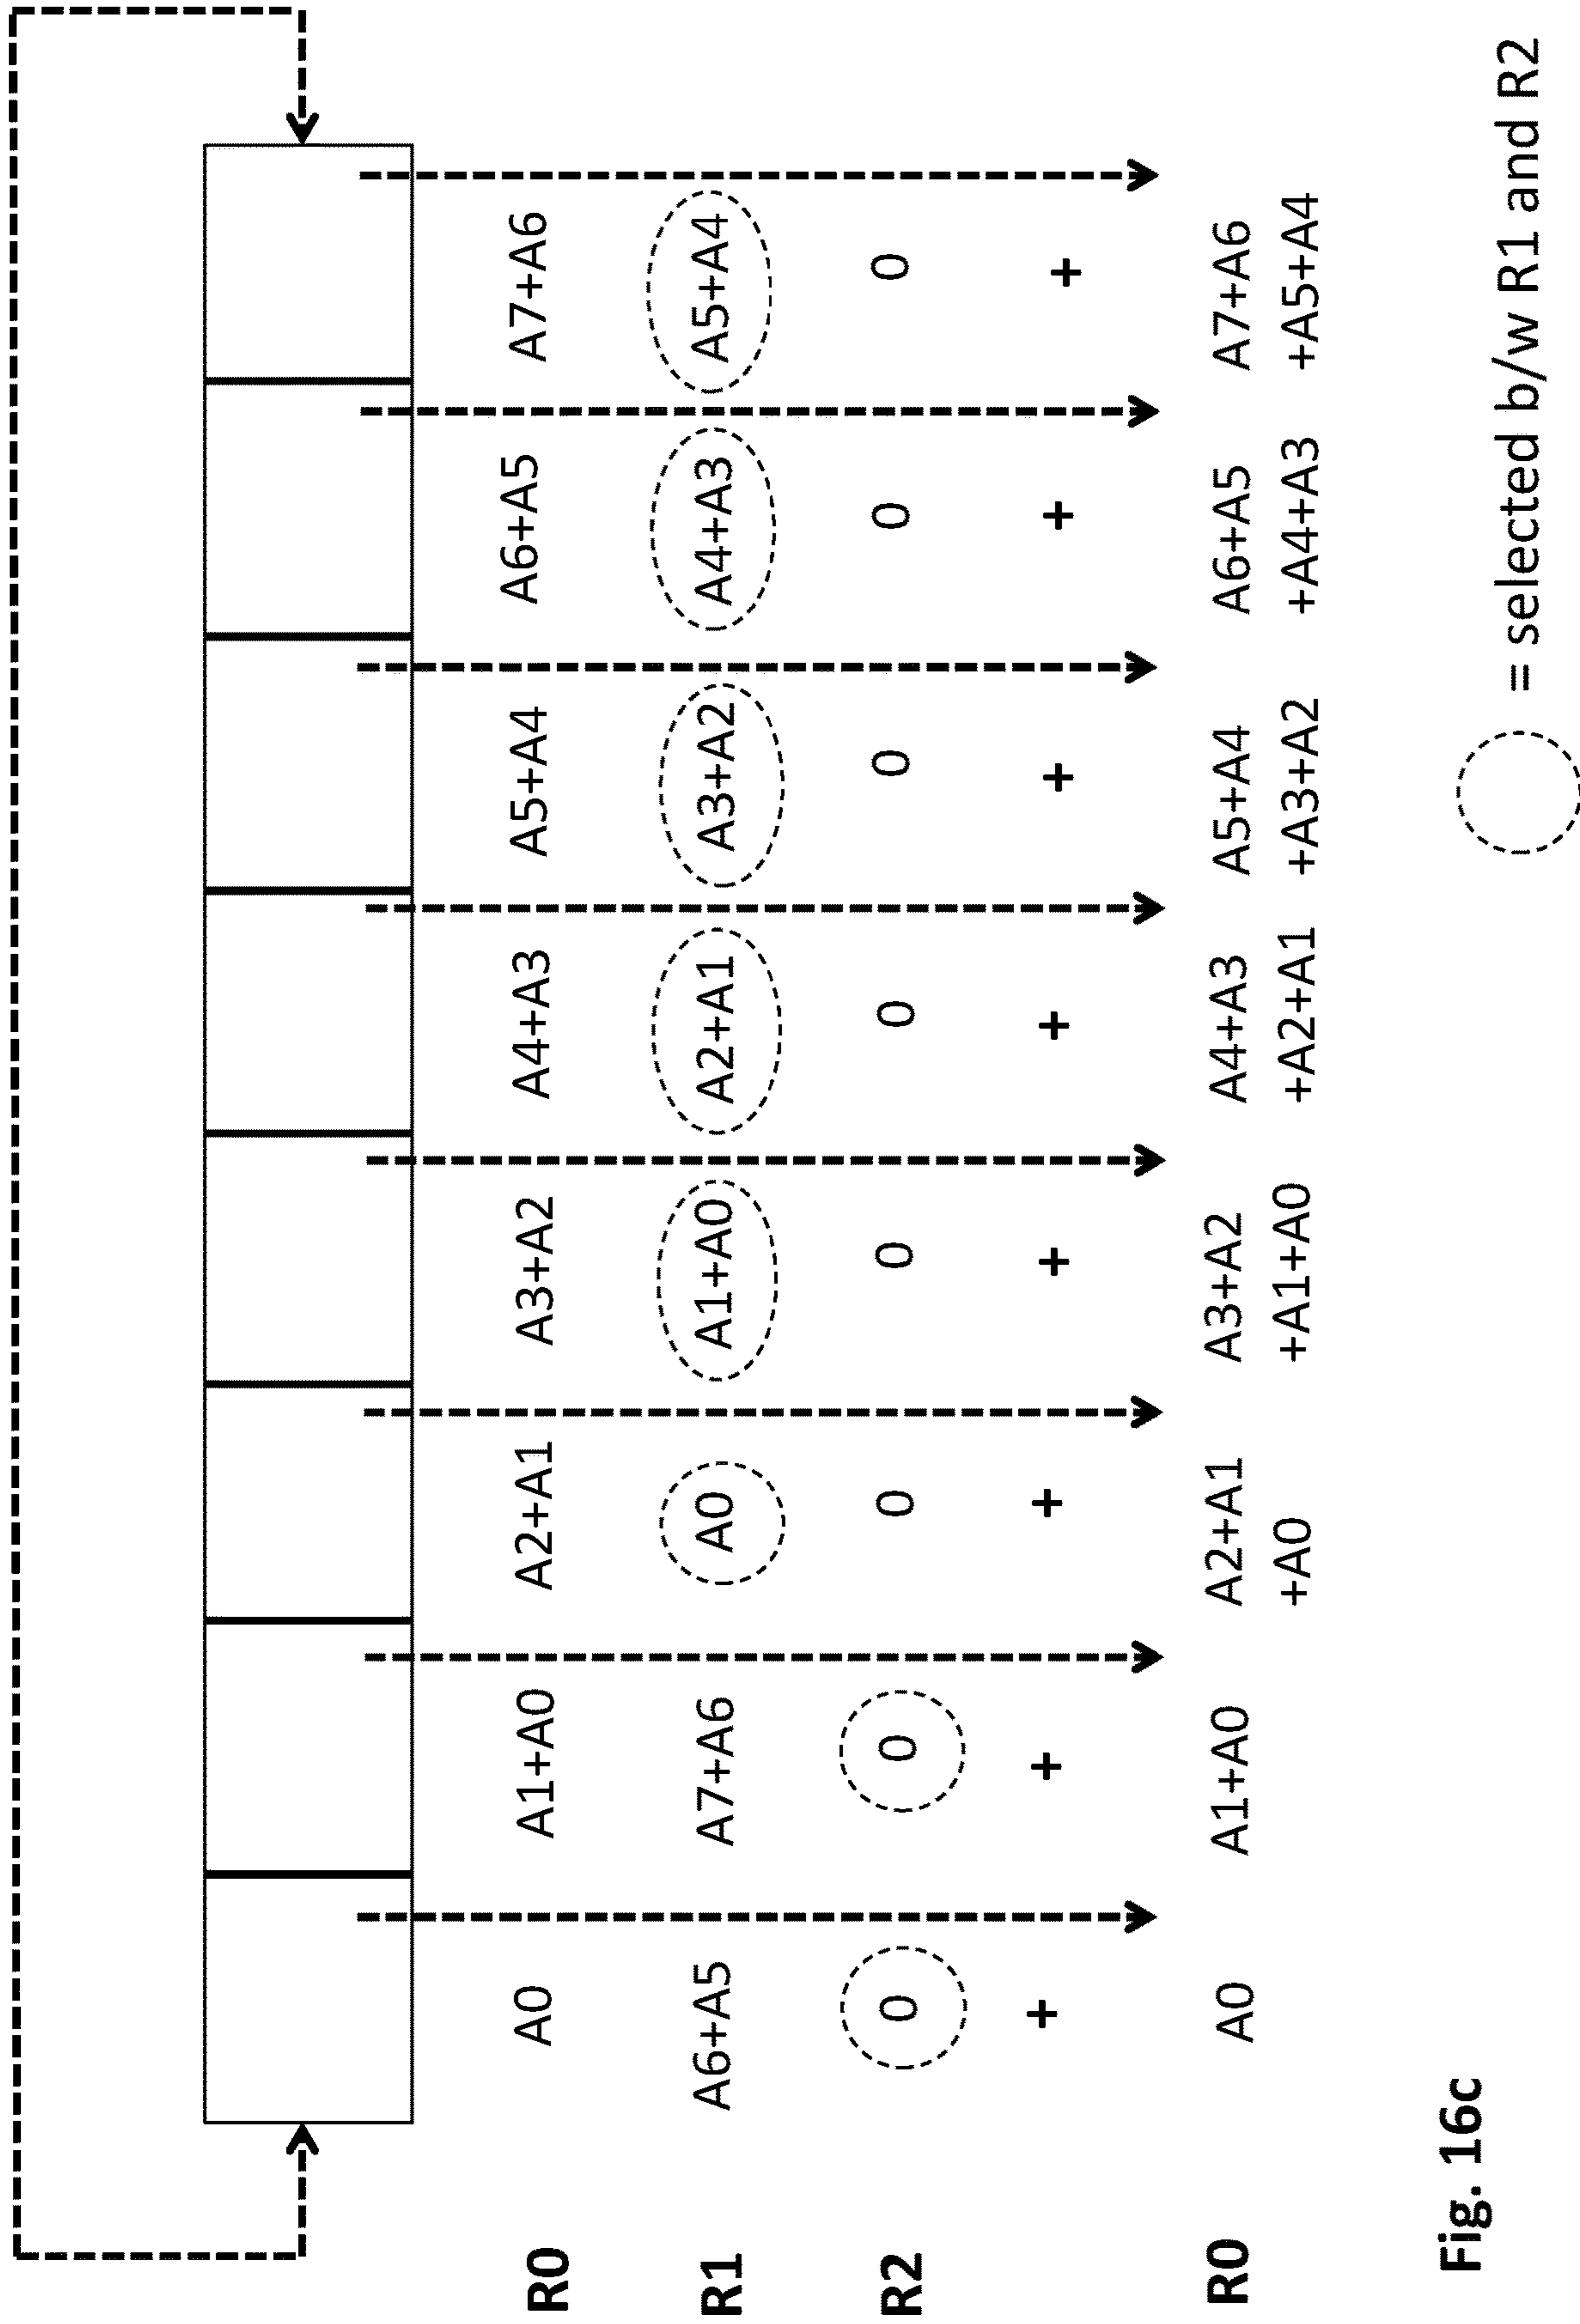 R0 A0 A1+A0 A2+A1 A3+A2 A4+A3 A5+A4 A6+A5 A7+A6
R1 A6+A5 A7+A6 A0 A1+A0 A2+A1 A3+A2 A4+A3 A5+A4
R2 0 0 0 0 0 0 0 0
+ + + + + + + +
R0 A0 A1+A0 A2+A1 A3+A2 A4+A3 A5+A4 A6+A5 A7+A6
+A0 +A1+A0 +A2+A1 +A3+A2 +A4+A3 +A5+A4
Fig. 16c
= selected b/w R1 and R2